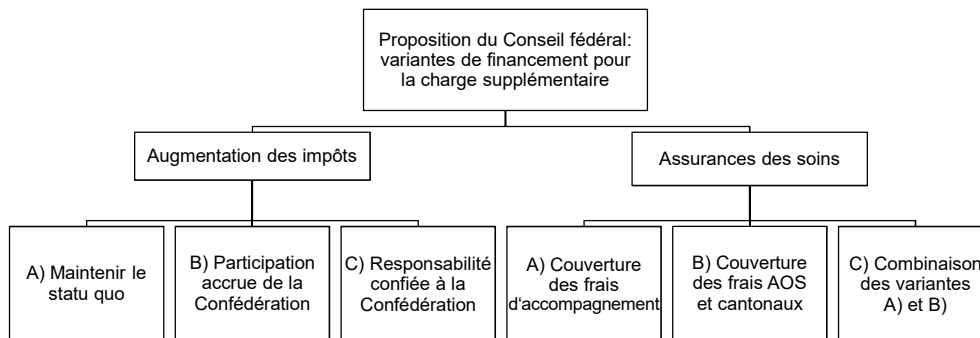 Proposition du Conseil fédéral:
variantes de financement pour
la charge supplémentaire
Augmentation des impôts
Assurances des soins
A) Maintenir le
statu quo
B) Participation
accrue de la
Confédération
C) Responsabilité
confiée à la
Confédération
A) Couverture
des frais
d‘accompagnement
B) Couverture
des frais AOS
et cantonaux
C) Combinaison
des variantes
A) et B)